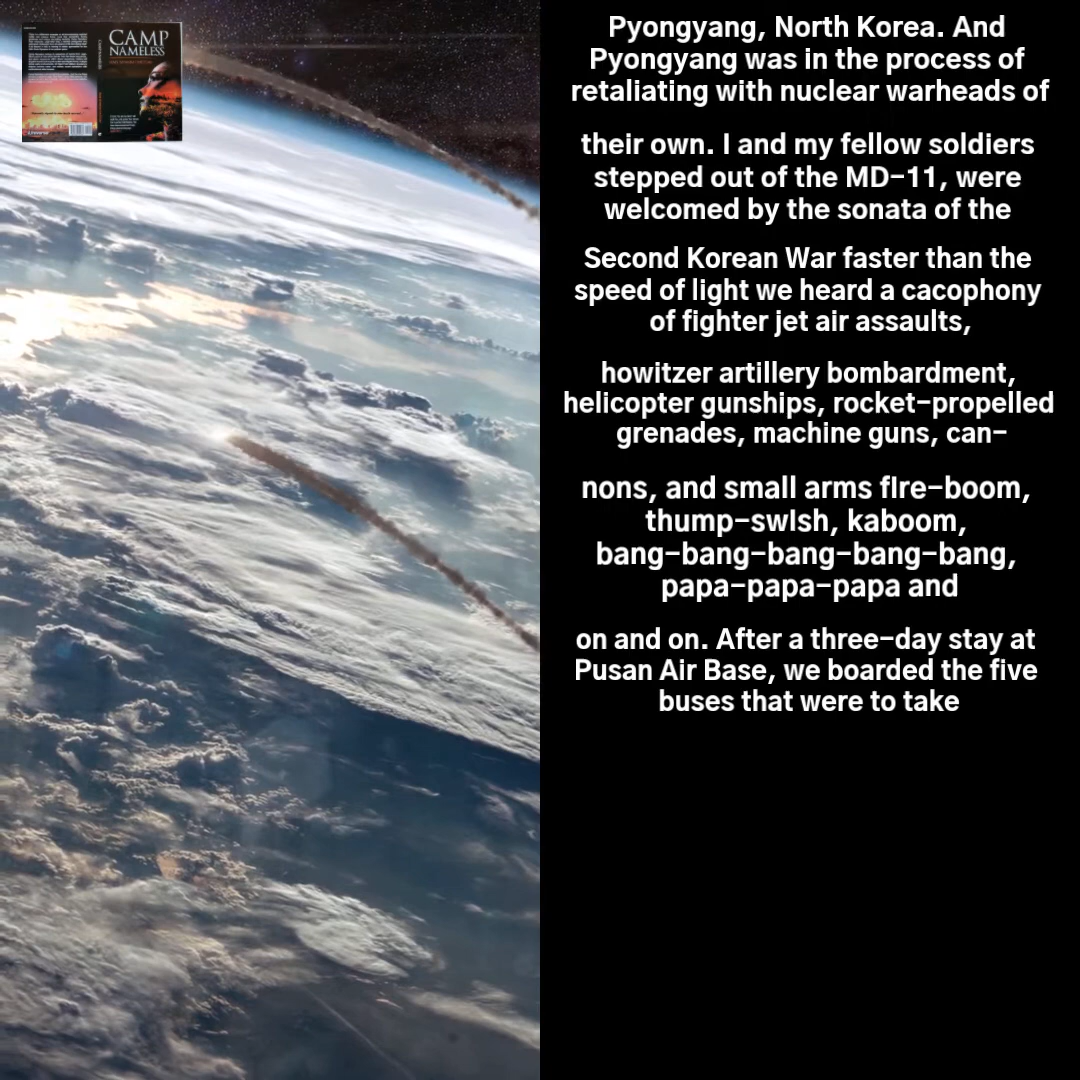 CAMP
NAMELESS
Pyongyang, North Korea. And
Pyongyang was in the process of
retaliating with nuclear warheads of
their own. I and my fellow soldiers
stepped out of the MD-11, were
welcomed by the sonata of the
Second Korean War faster than the
speed of light we heard a cacophony
of fighter jet air assaults,
howitzer artillery bombardment,
helicopter gunships, rocket-propelled
grenades, machine guns, can-
nons, and small arms fIre-boom,
thump-swIsh, kaboom,
bang-bang-bang-bang-bang,
papa-papa-papa and
on and on. After a three-day stay at
Pusan Air Base, we boarded the five
buses that were to take